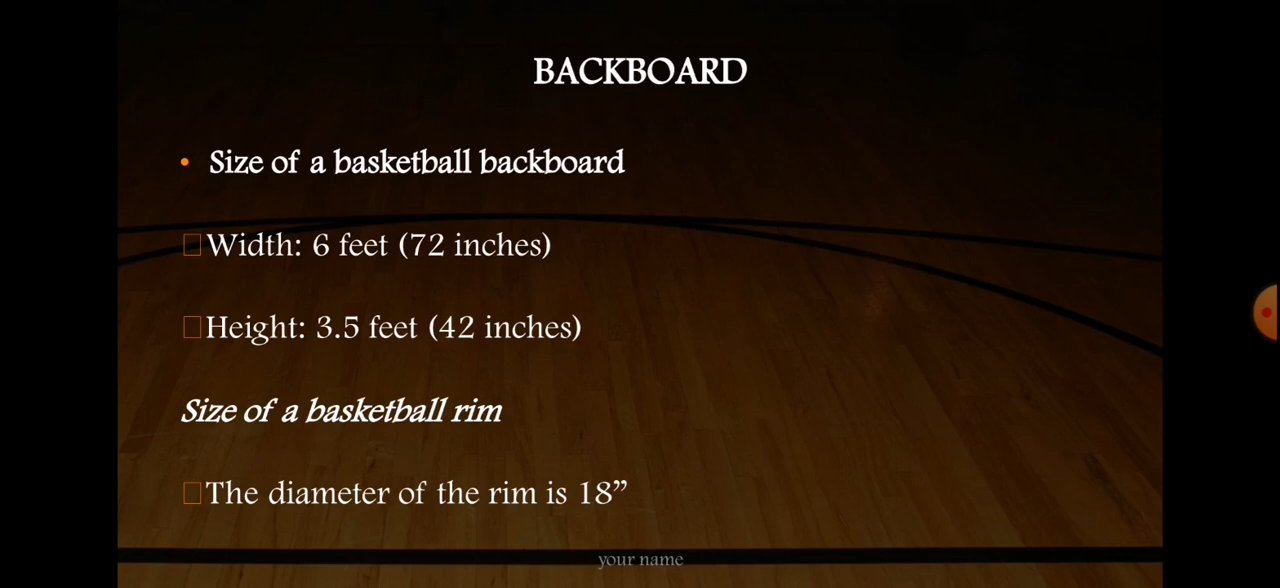 BACKBOARD
• Size of a basketball backboard
□Width: 6 feet (72 inches)
□Height: 3.5 feet (42 inches)
Size of a basketball rim
□The diameter of the rim is 18”
your name